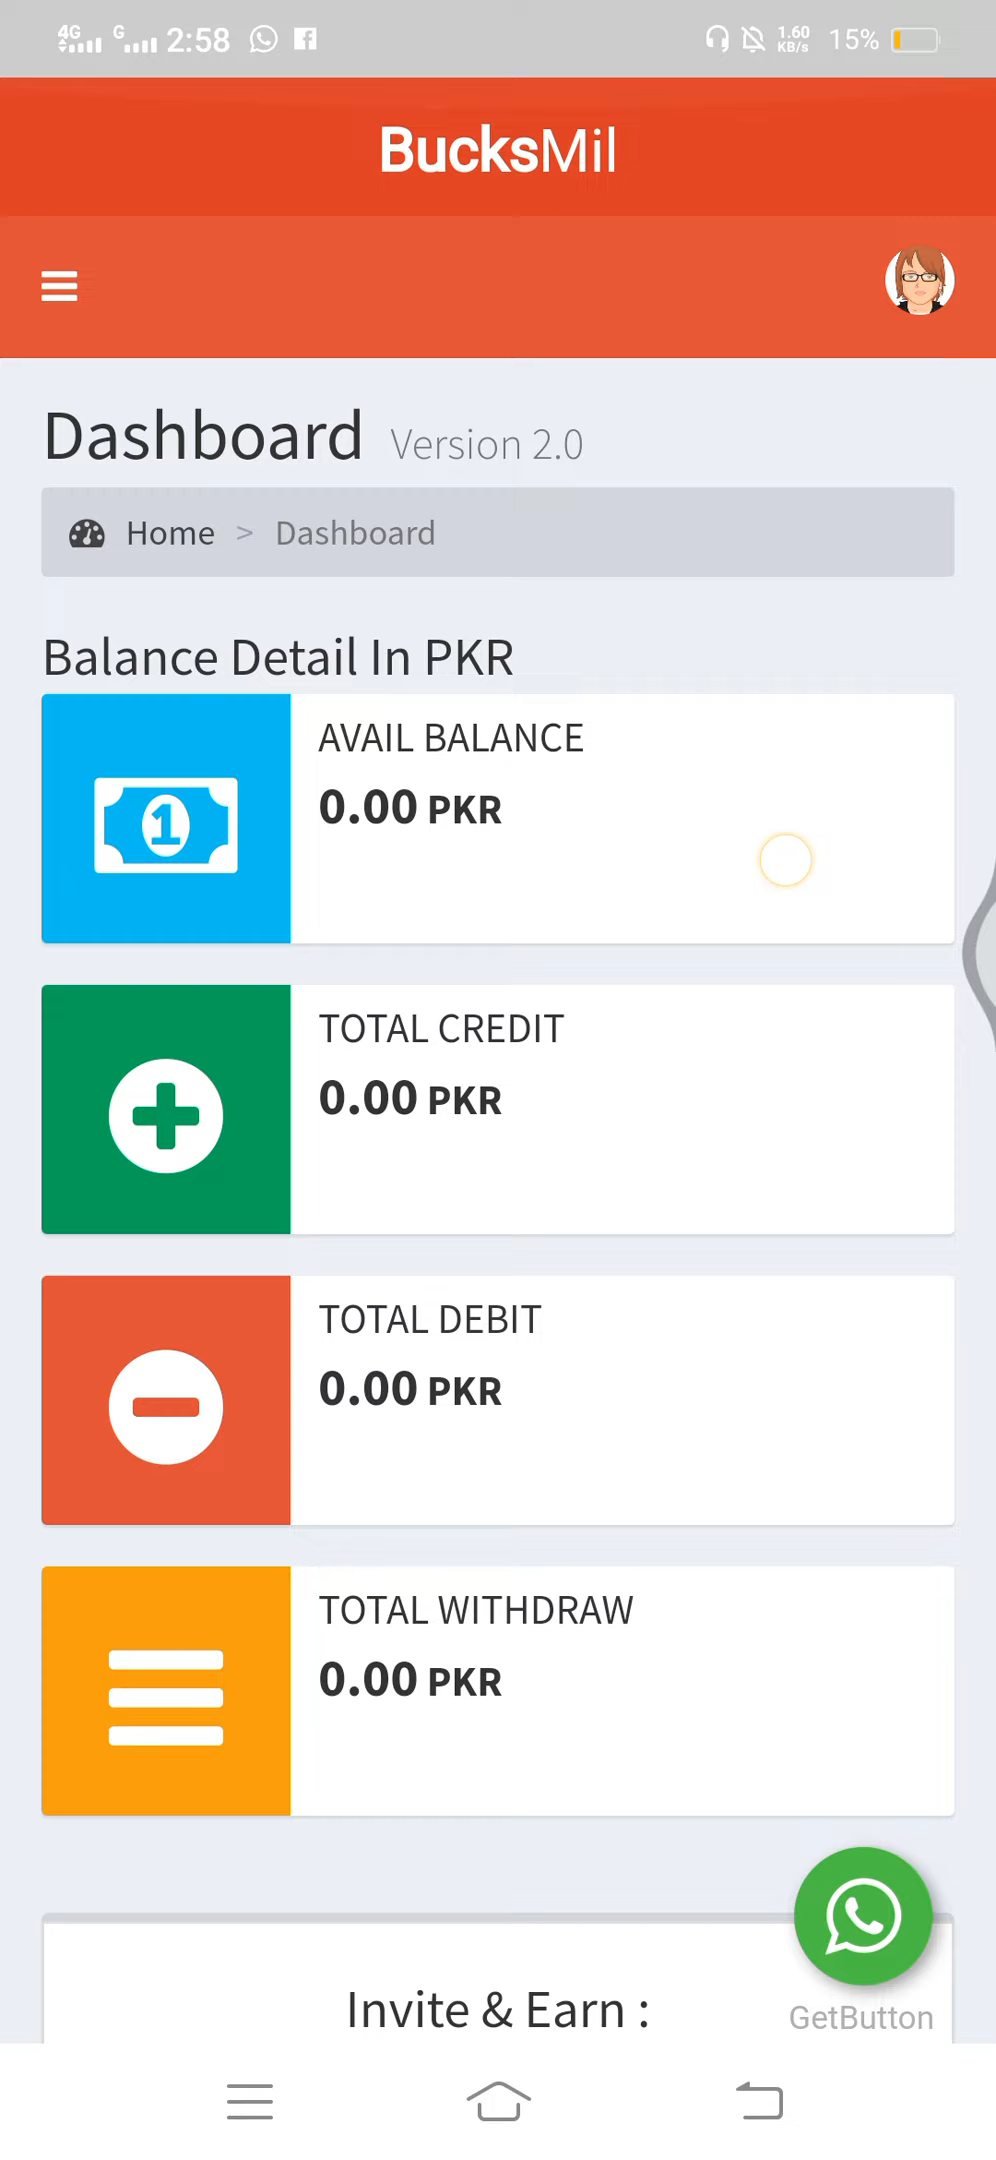 4G G 2:58 1.60 KB/s 15%
BucksMil
Dashboard Version 2.0
Home > Dashboard
Balance Detail In PKR
1
AVAIL BALANCE
0.00 PKR
TOTAL CREDIT
0.00 PKR
TOTAL DEBIT
0.00 PKR
TOTAL WITHDRAW
0.00 PKR
Invite & Earn :
GetButton